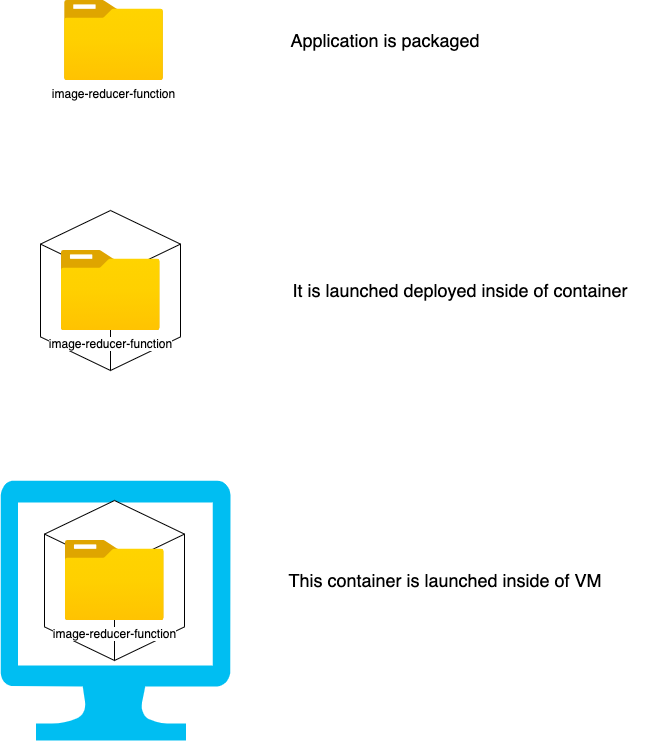 Application is packaged
image-reducer-function
It is launched deployed inside of container
image-reducer-function
This container is launched inside of VM
image-reducer-function